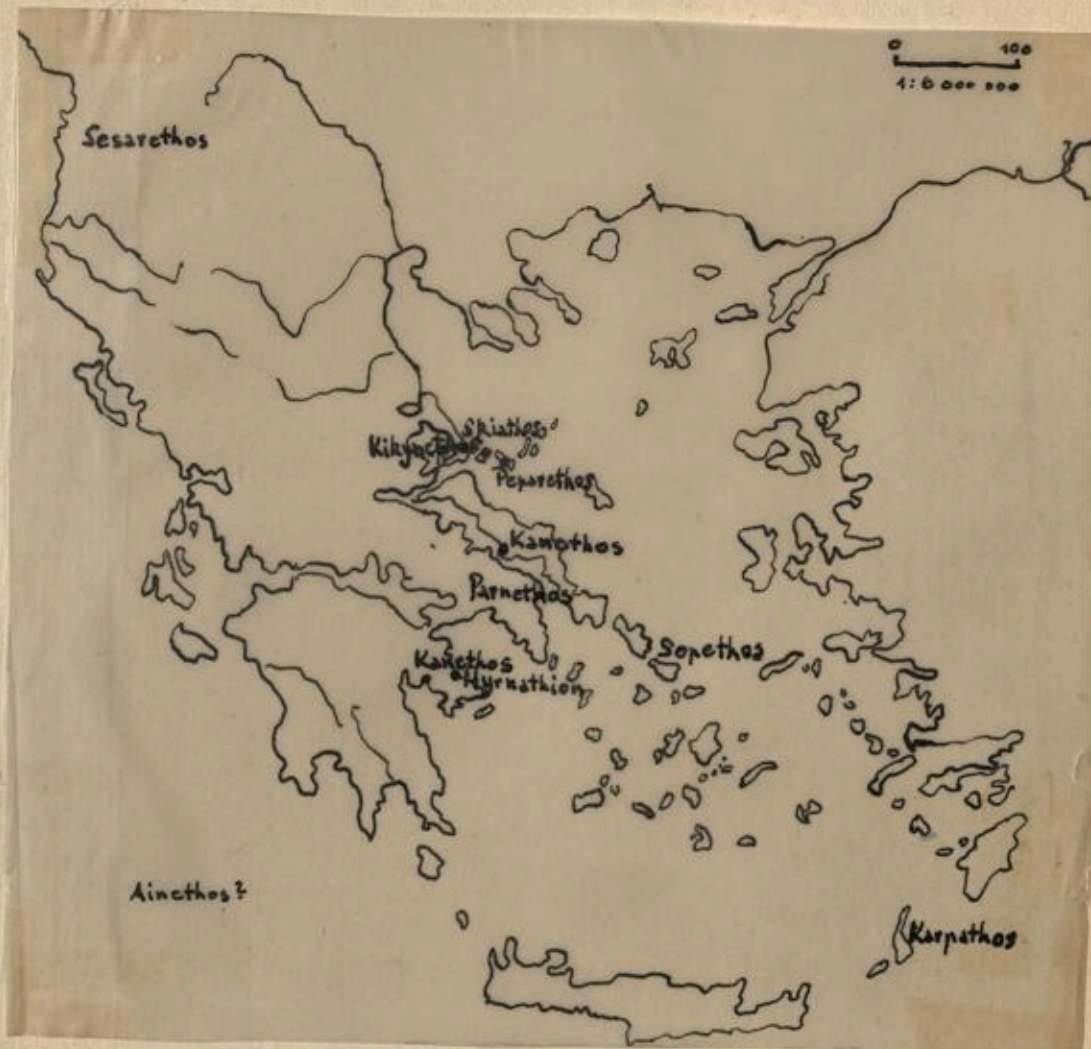 0 100
1:6 000 000
Sesarethos
Skiathos
Kikynethos
Peparethos
Kanethos
Parnethos
Sopethos
Kanethos
Hyrnathion
Ainethos?
Karpathos